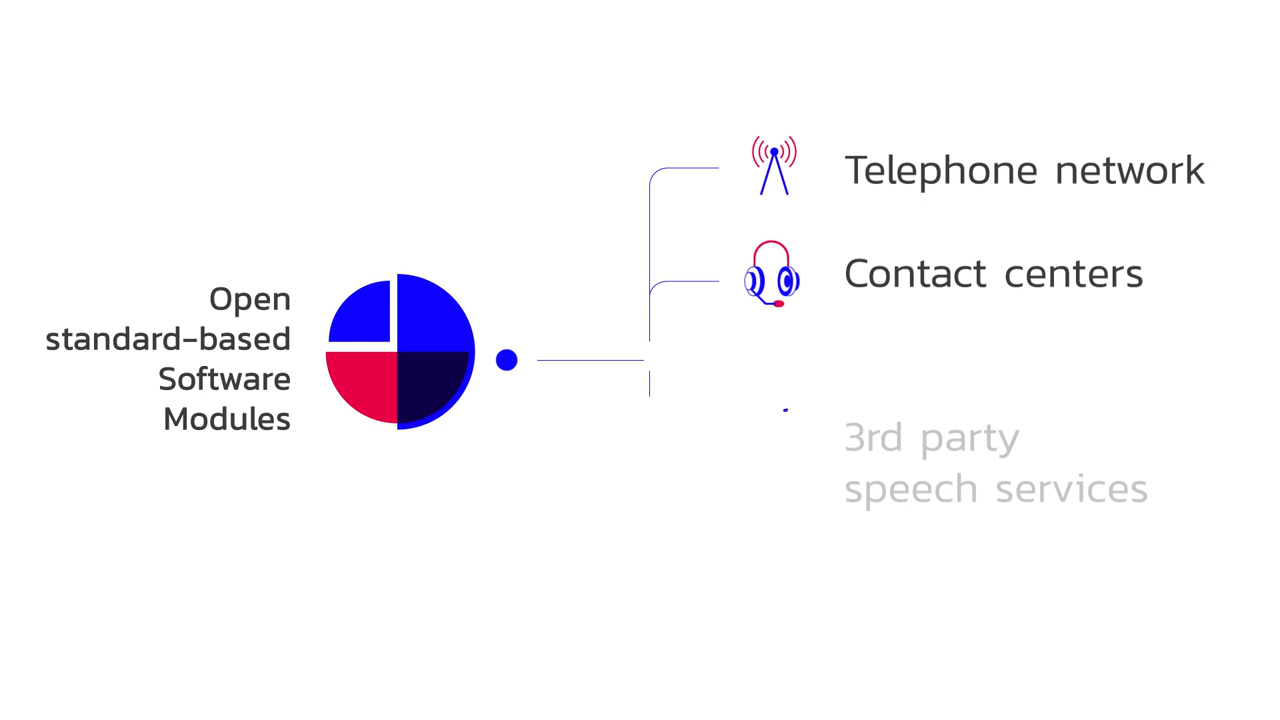 Open
standard-based
Software
Modules
Telephone network
Contact centers
3rd party
speech services